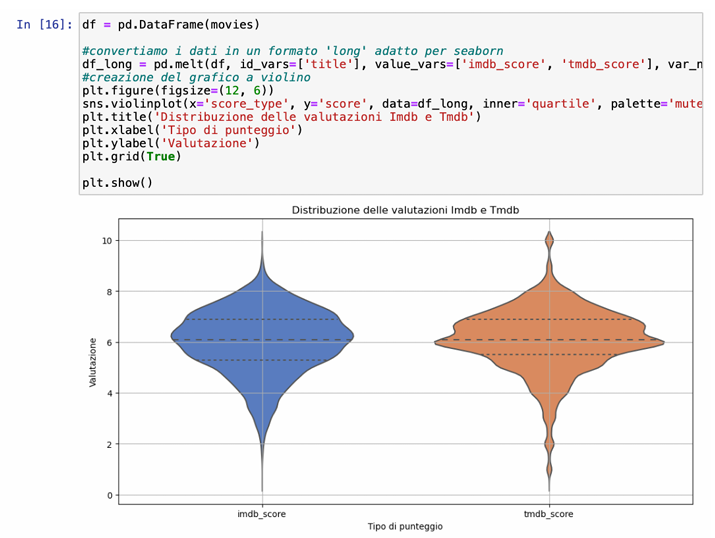 In [16]: df = pd.DataFrame(movies)
#convertiamo i dati in un formato 'long' adatto per seaborn
df_long = pd.melt(df, id_vars=['title'], value_vars=['imdb_score', 'tmdb_score'], var_n
#creazione del grafico a violino
plt.figure(figsize=(12, 6))
sns.violinplot(x='score_type', y='score', data=df_long, inner='quartile', palette='mute
plt.title('Distribuzione delle valutazioni Imdb e Tmdb')
plt.xlabel('Tipo di punteggio')
plt.ylabel('Valutazione')
plt.grid(True)
plt.show()
Distribuzione delle valutazioni Imdb e Tmdb
Valutazione
10
8
6
4
2
0
imdb_score tmdb_score
Tipo di punteggio